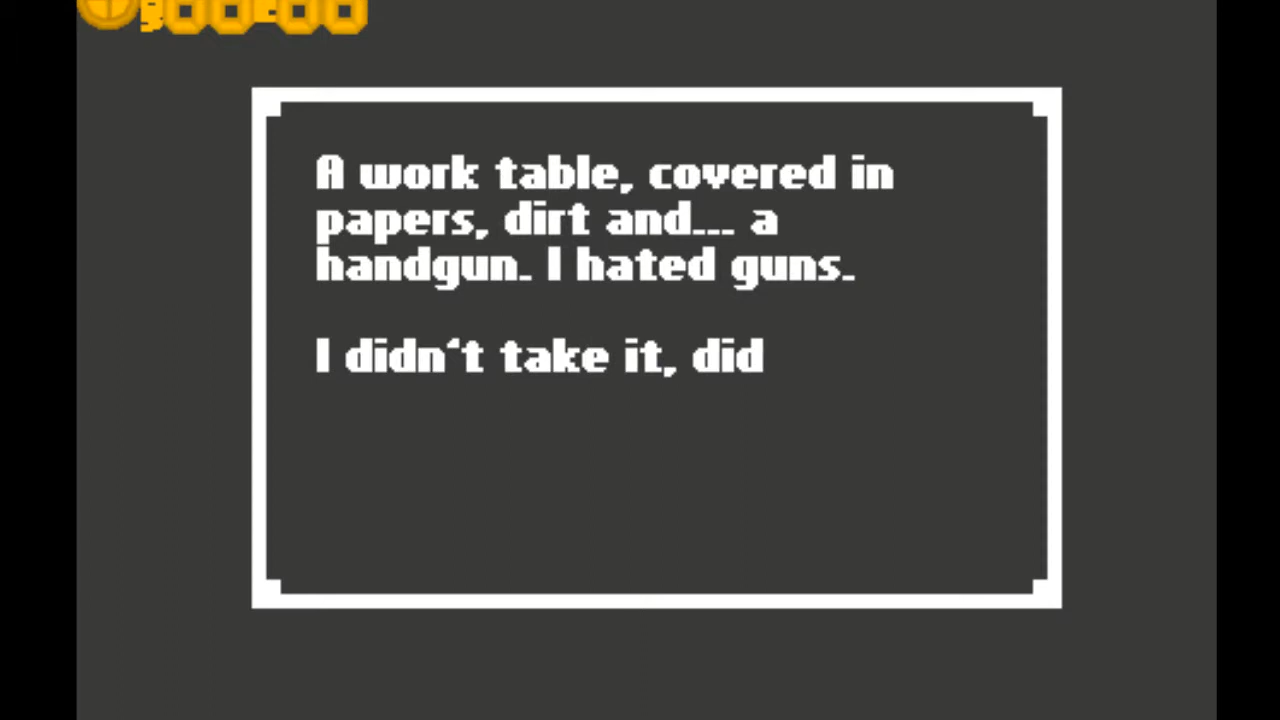 A work table, covered in
papers, dirt and... a
handgun. I hated guns.
I didn't take it, did